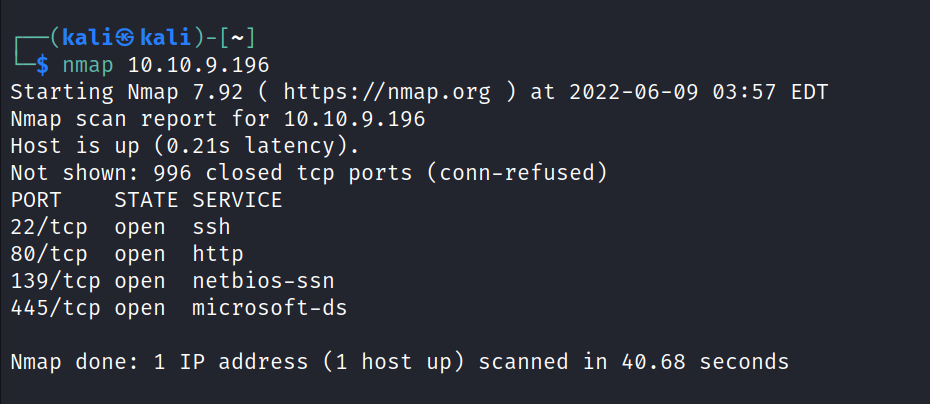 ┌──(kali㉿kali)-[~]
└─$ nmap 10.10.9.196
Starting Nmap 7.92 ( https://nmap.org ) at 2022-06-09 03:57 EDT
Nmap scan report for 10.10.9.196
Host is up (0.21s latency).
Not shown: 996 closed tcp ports (conn-refused)
PORT    STATE SERVICE
22/tcp  open  ssh
80/tcp  open  http
139/tcp open  netbios-ssn
445/tcp open  microsoft-ds
Nmap done: 1 IP address (1 host up) scanned in 40.68 seconds